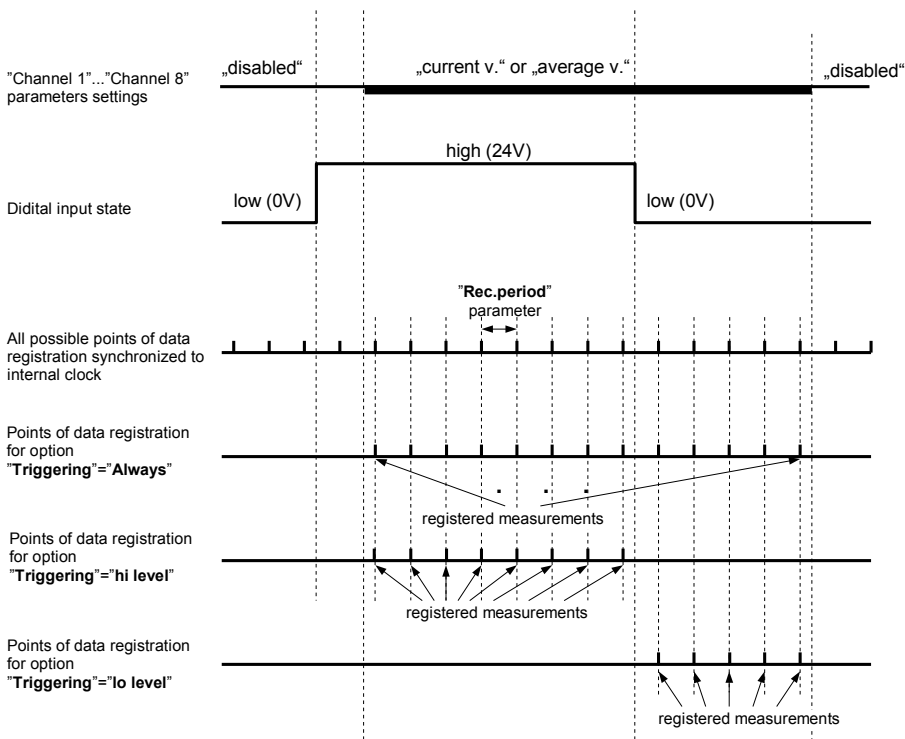 "Channel 1"..."Channel 8"
parameters settings
„disabled“
„current v.“ or „average v.“
„disabled“
Didital input state
low (0V)
high (24V)
low (0V)
"Rec.period"
parameter
All possible points of data
registration synchronized to
internal clock
Points of data registration
for option
"Triggering"="Always"
. . .
registered measurements
Points of data registration
for option
"Triggering"="hi level"
registered measurements
Points of data registration
for option
"Triggering"="lo level"
registered measurements